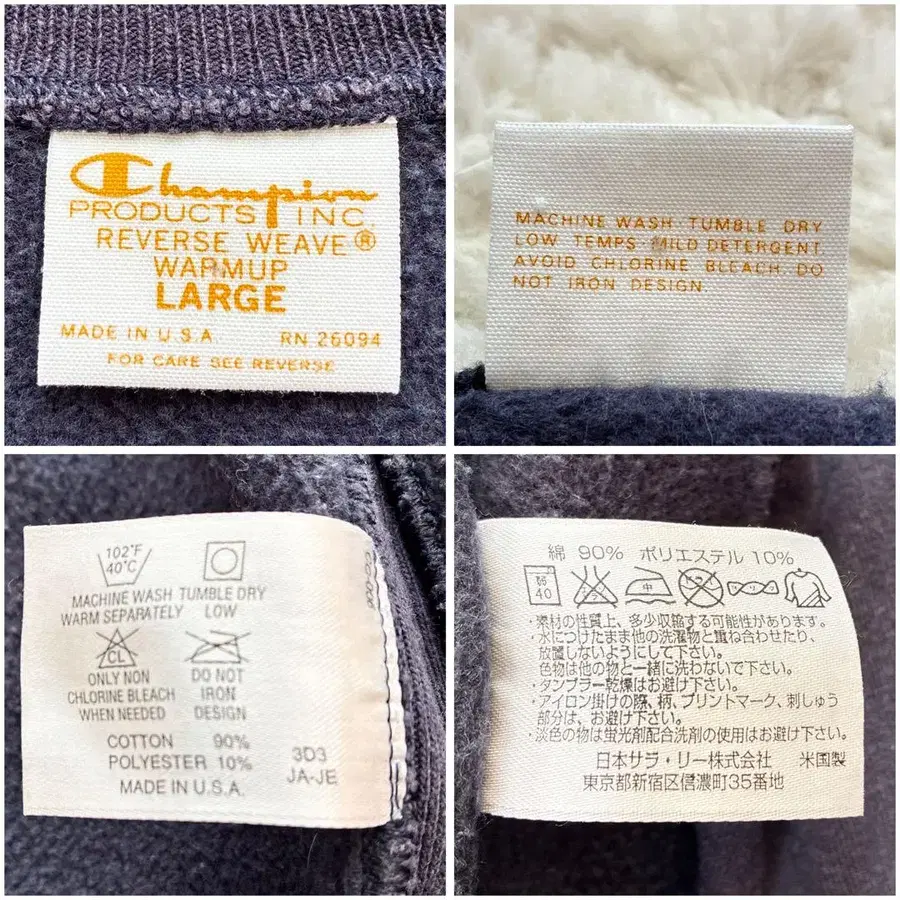 Champion
PRODUCTS INC
REVERSE WEAVE®
WARMUP
LARGE
MADE IN U.S.A RN 26094
FOR CARE SEE REVERSE
MACHINE WASH TUMBLE DRY
LOW TEMPS MILD DETERGENT
AVOID CHLORINE BLEACH. DO
NOT IRON DESIGN
102°F
40°C
MACHINE WASH TUMBLE DRY
WARM SEPARATELY LOW
CL
ONLY NON DO NOT
CHLORINE BLEACH IRON
WHEN NEEDED DESIGN
COTTON 90%
POLYESTER 10% 3D3
MADE IN U.S.A. JA-JE
綿 90% ポリエステル 10%
40 中
・素材の性質上、多少収縮する可能性があります。
・水につけたまま他の洗濯物と重ね合わせたり、
放置しないようにして下さい。
色物は他の物と一緒に洗わないで下さい。
・タンブラー乾燥はお避け下さい。
・アイロン掛けの際、柄、プリントマーク、刺しゅう
部分は、お避け下さい。
・淡色の物は蛍光剤配合洗剤の使用はお避け下さい。
日本サラ・リー株式会社 米国製
東京都新宿区信濃町35番地